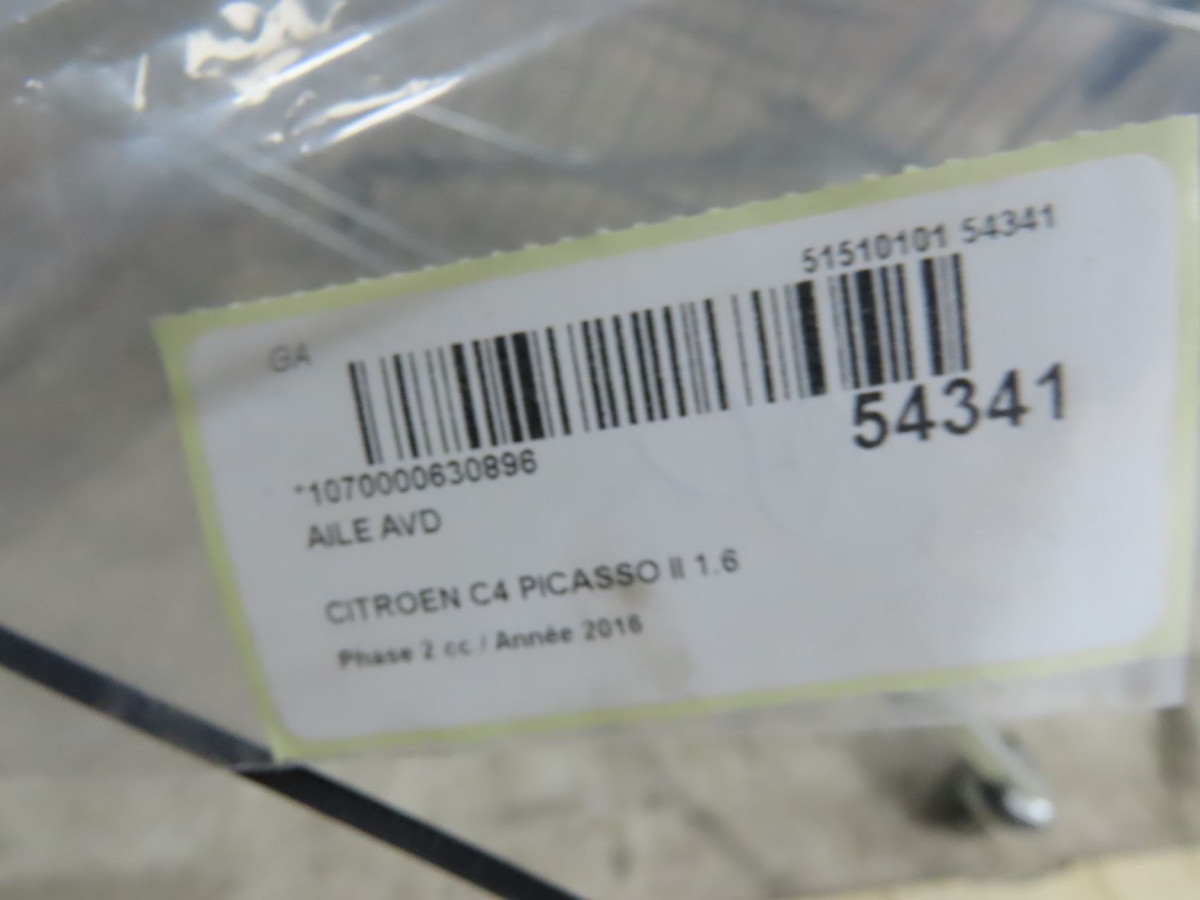 51510101 54341
GA
54341
*1070000630896
AILE AVD
CITROEN C4 PICASSO II 1.6
Phase 2 cc / Année 2016